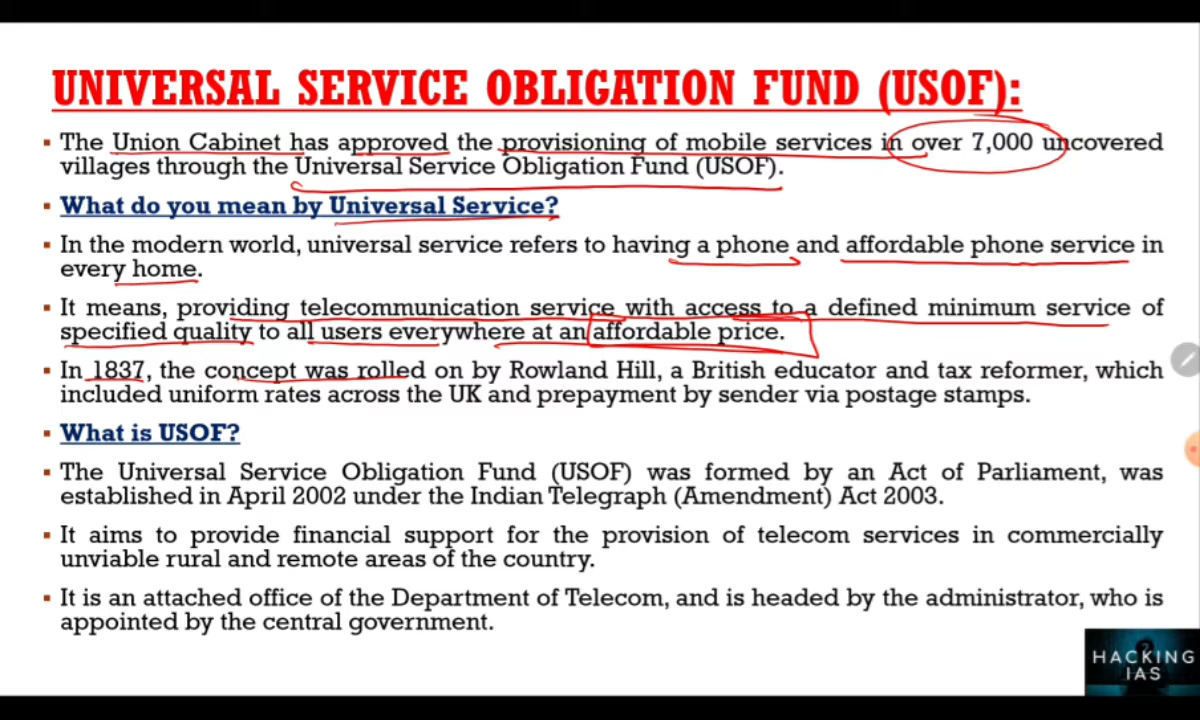 UNIVERSAL SERVICE OBLIGATION FUND (USOF):
▪ The Union Cabinet has approved the provisioning of mobile services in over 7,000 uncovered
villages through the Universal Service Obligation Fund (USOF).
▪ What do you mean by Universal Service?
▪ In the modern world, universal service refers to having a phone and affordable phone service in
every home.
▪ It means, providing telecommunication service with access to a defined minimum service of
specified quality to all users everywhere at an affordable price.
▪ In 1837, the concept was rolled on by Rowland Hill, a British educator and tax reformer, which
included uniform rates across the UK and prepayment by sender via postage stamps.
▪ What is USOF?
▪ The Universal Service Obligation Fund (USOF) was formed by an Act of Parliament, was
established in April 2002 under the Indian Telegraph (Amendment) Act 2003.
▪ It aims to provide financial support for the provision of telecom services in commercially
unviable rural and remote areas of the country.
▪ It is an attached office of the Department of Telecom, and is headed by the administrator, who is
appointed by the central government.
HACKING
IAS